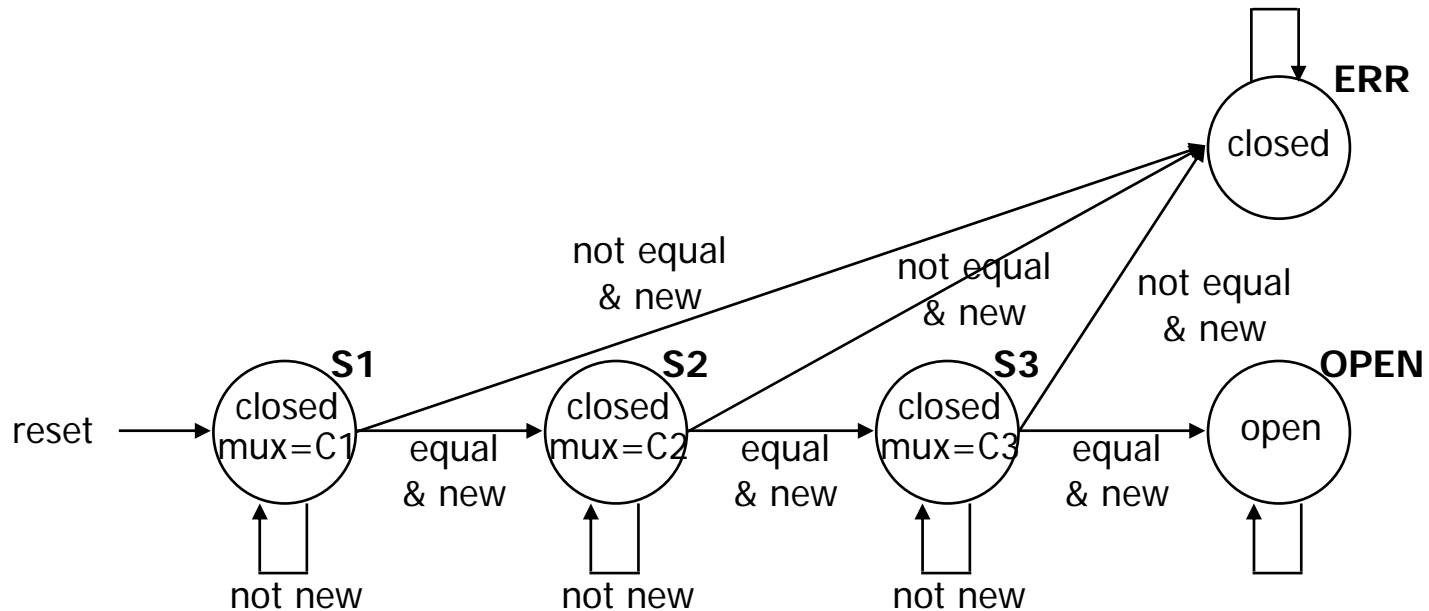 ERR
closed
not equal
& new
not equal
& new
not equal
& new
S1
S2
S3
OPEN
reset
closed
mux=C1
equal
& new
closed
mux=C2
equal
& new
closed
mux=C3
equal
& new
open
not new
not new
not new